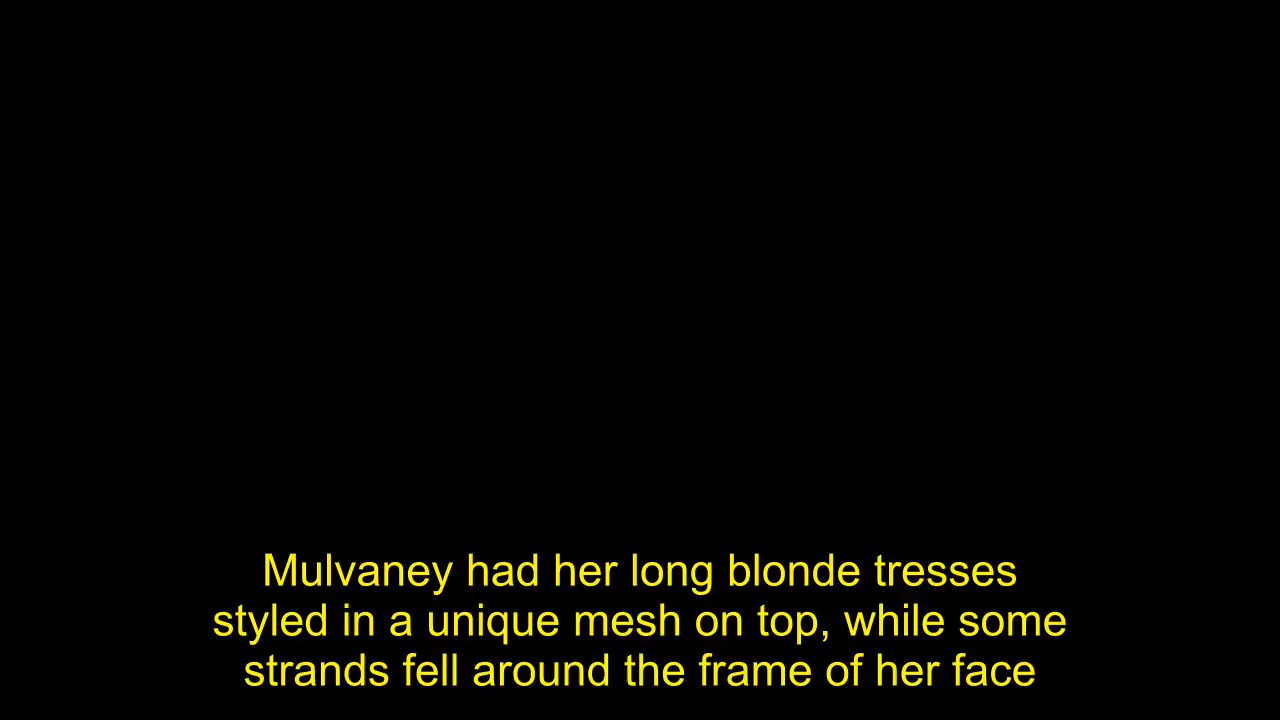 Mulvaney had her long blonde tresses
styled in a unique mesh on top, while some
strands fell around the frame of her face